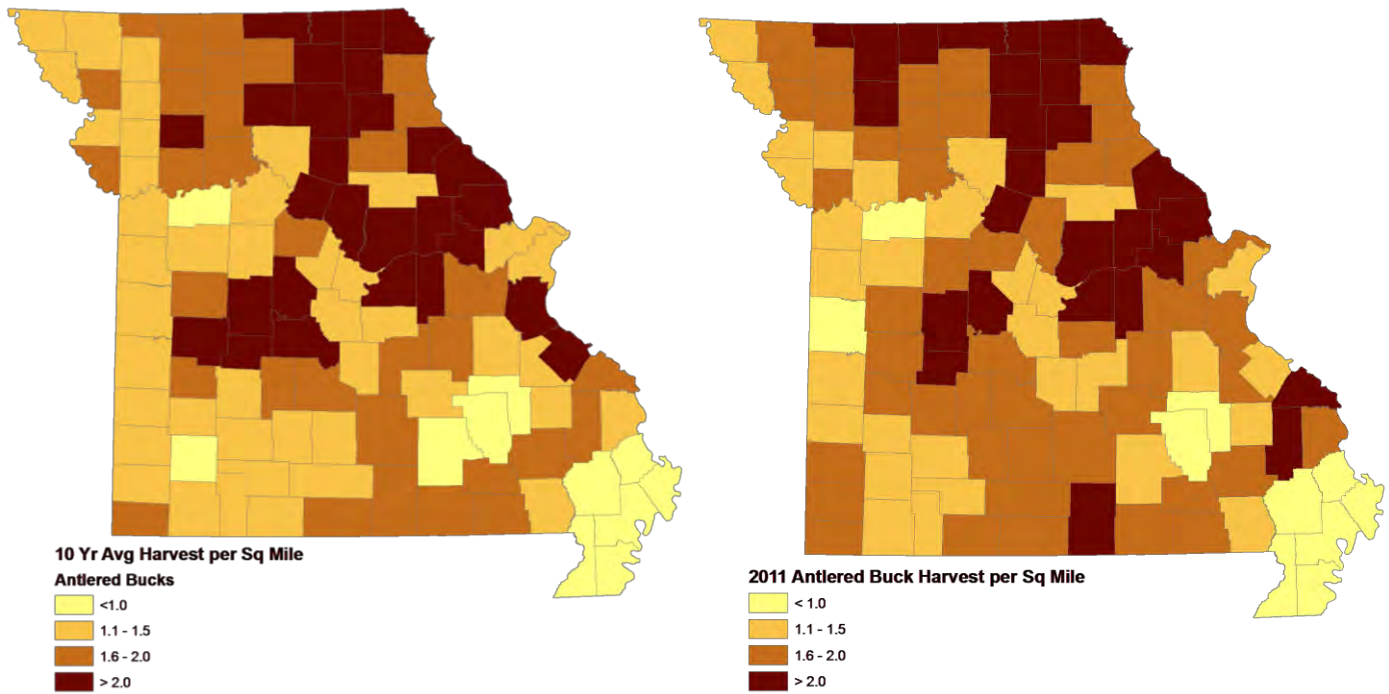 10 Yr Avg Harvest per Sq Mile
Antlered Bucks
<1.0
1.1 - 1.5
1.6 - 2.0
> 2.0
2011 Antlered Buck Harvest per Sq Mile
< 1.0
1.1 - 1.5
1.6 - 2.0
> 2.0